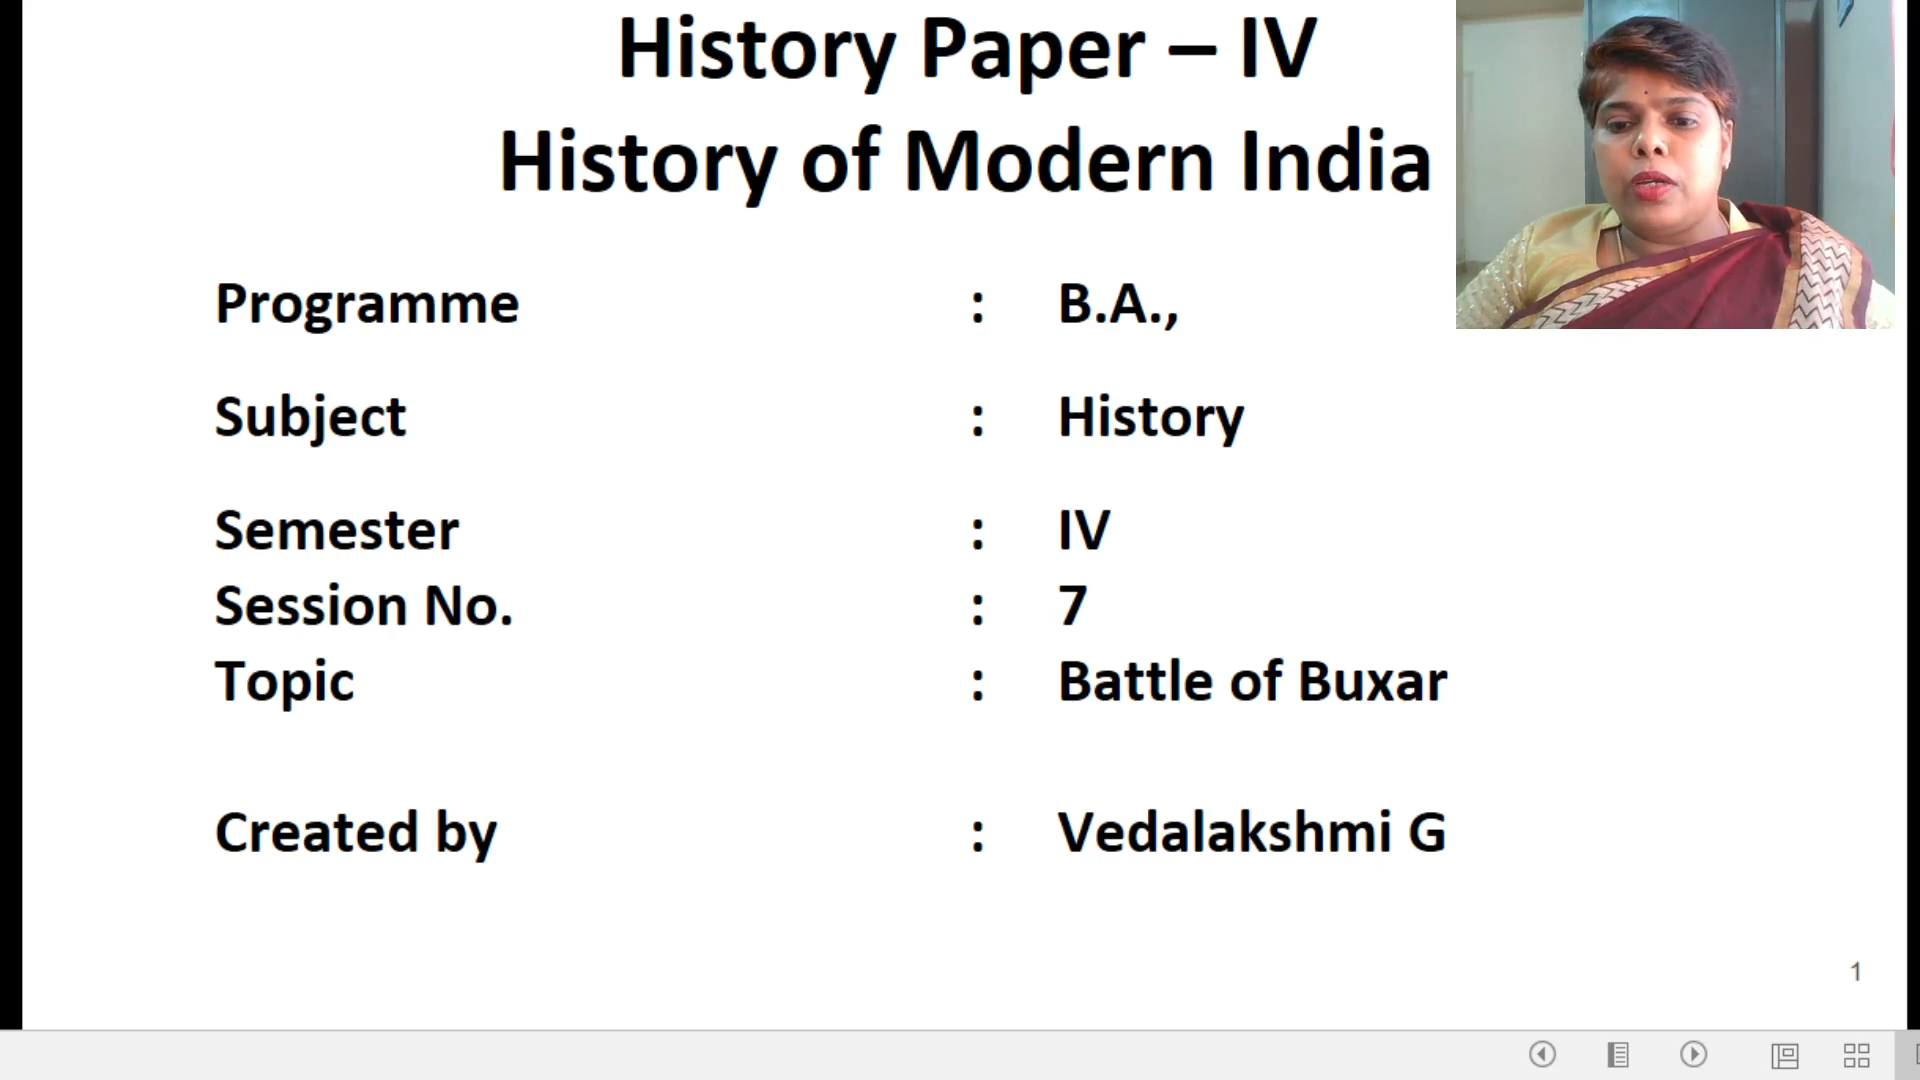 History Paper – IV
History of Modern India
Programme : B.A.,
Subject : History
Semester : IV
Session No. : 7
Topic : Battle of Buxar
Created by : Vedalakshmi G
1